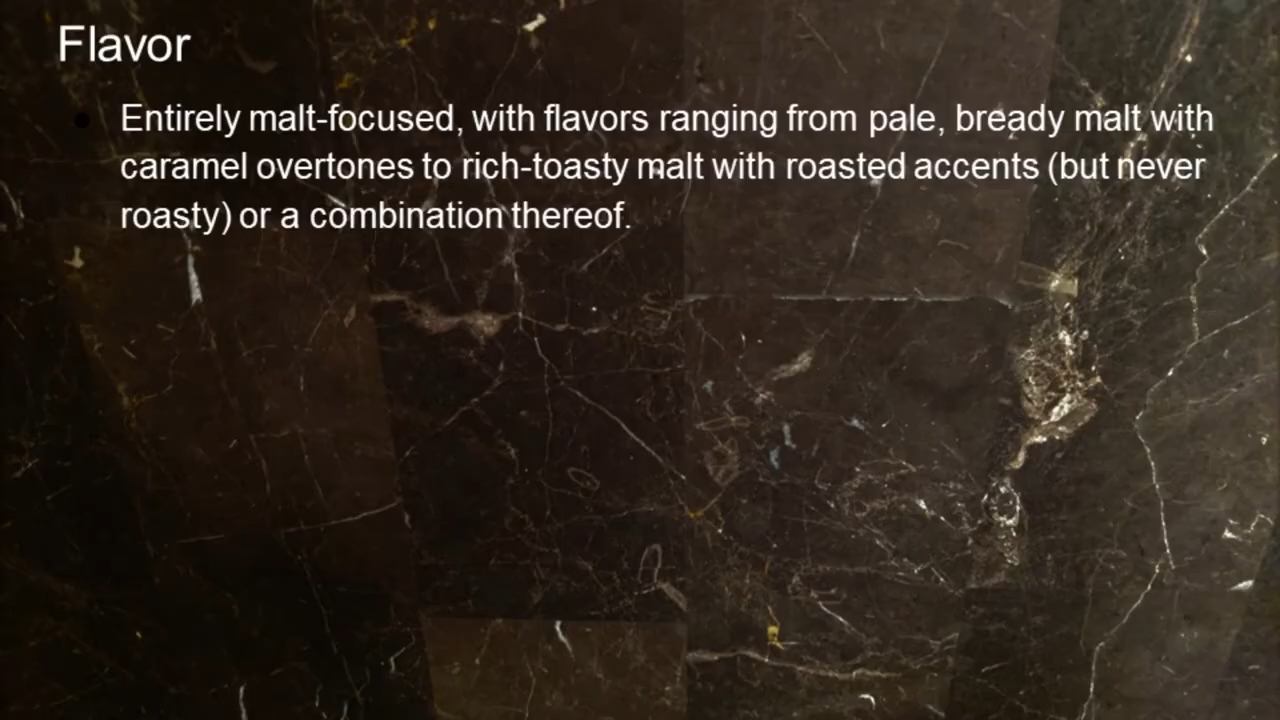 Flavor
Entirely malt-focused, with flavors ranging from pale, bready malt with
caramel overtones to rich-toasty malt with roasted accents (but never
roasty) or a combination thereof.